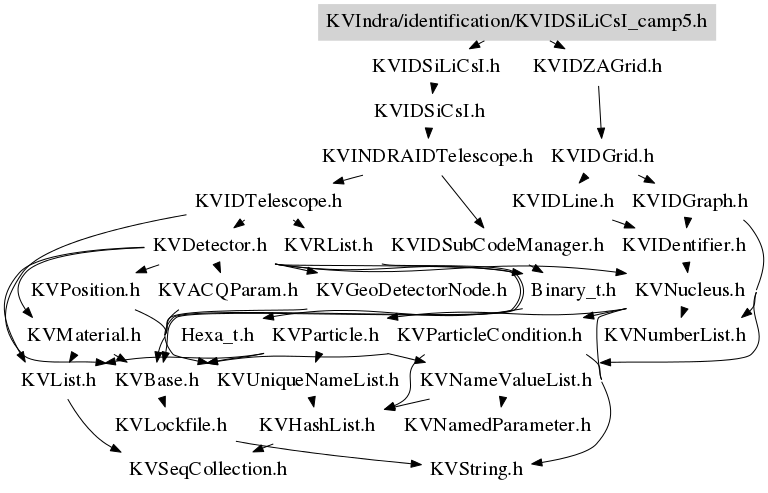 KVIndra/identification/KVIDSiLiCsI_camp5.h
KVIDSiLiCsI.h KVIDZAGrid.h
KVIDSiCsI.h
KVINDRAIDTelescope.h KVIDGrid.h
KVIDTelescope.h KVIDLine.h KVIDGraph.h
KVDetector.h KVRList.h KVIDSubCodeManager.h KVIDentifier.h
KVPosition.h KVACQParam.h KVGeoDetectorNode.h Binary_t.h KVNucleus.h
KVMaterial.h Hexa_t.h KVParticle.h KVParticleCondition.h KVNumberList.h
KVList.h KVBase.h KVUniqueNameList.h KVNameValueList.h
KVLockfile.h KVHashList.h KVNamedParameter.h
KVSeqCollection.h KVString.h